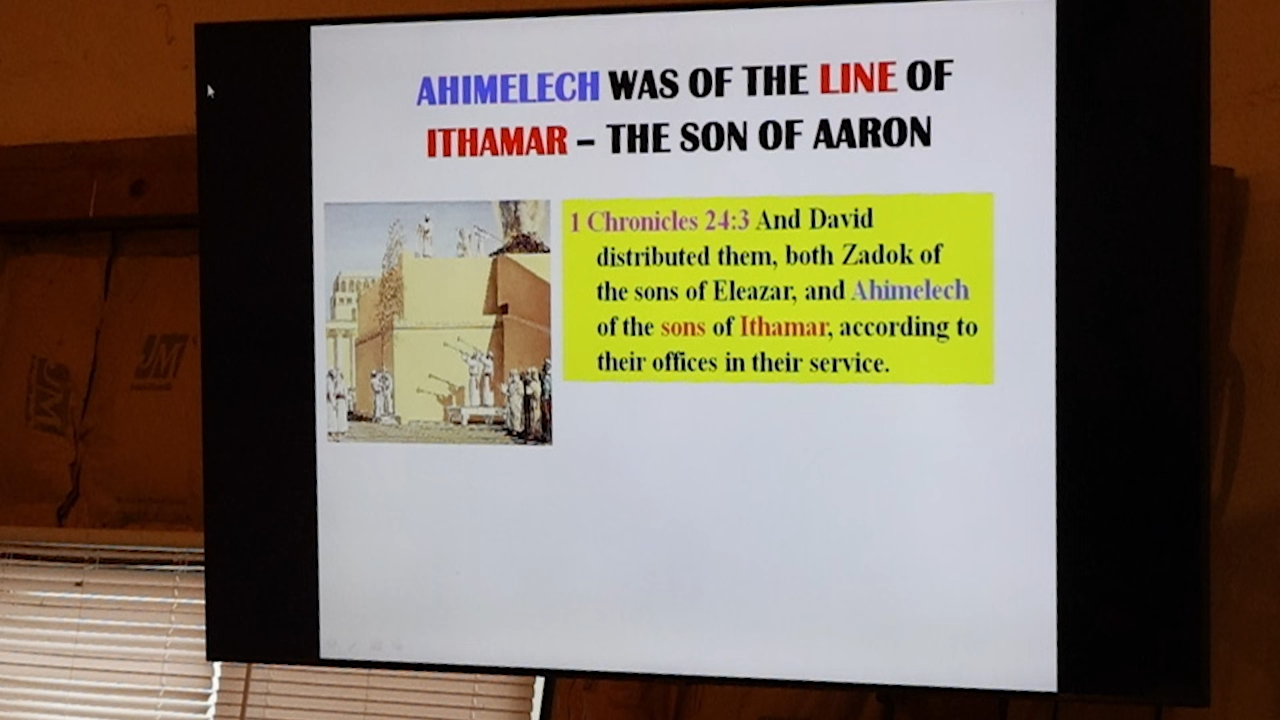 AHIMELECH WAS OF THE LINE OF
ITHAMAR – THE SON OF AARON
1 Chronicles 24:3 And David
distributed them, both Zadok of
the sons of Eleazar, and Ahimelech
of the sons of Ithamar, according to
their offices in their service.
JM
JM